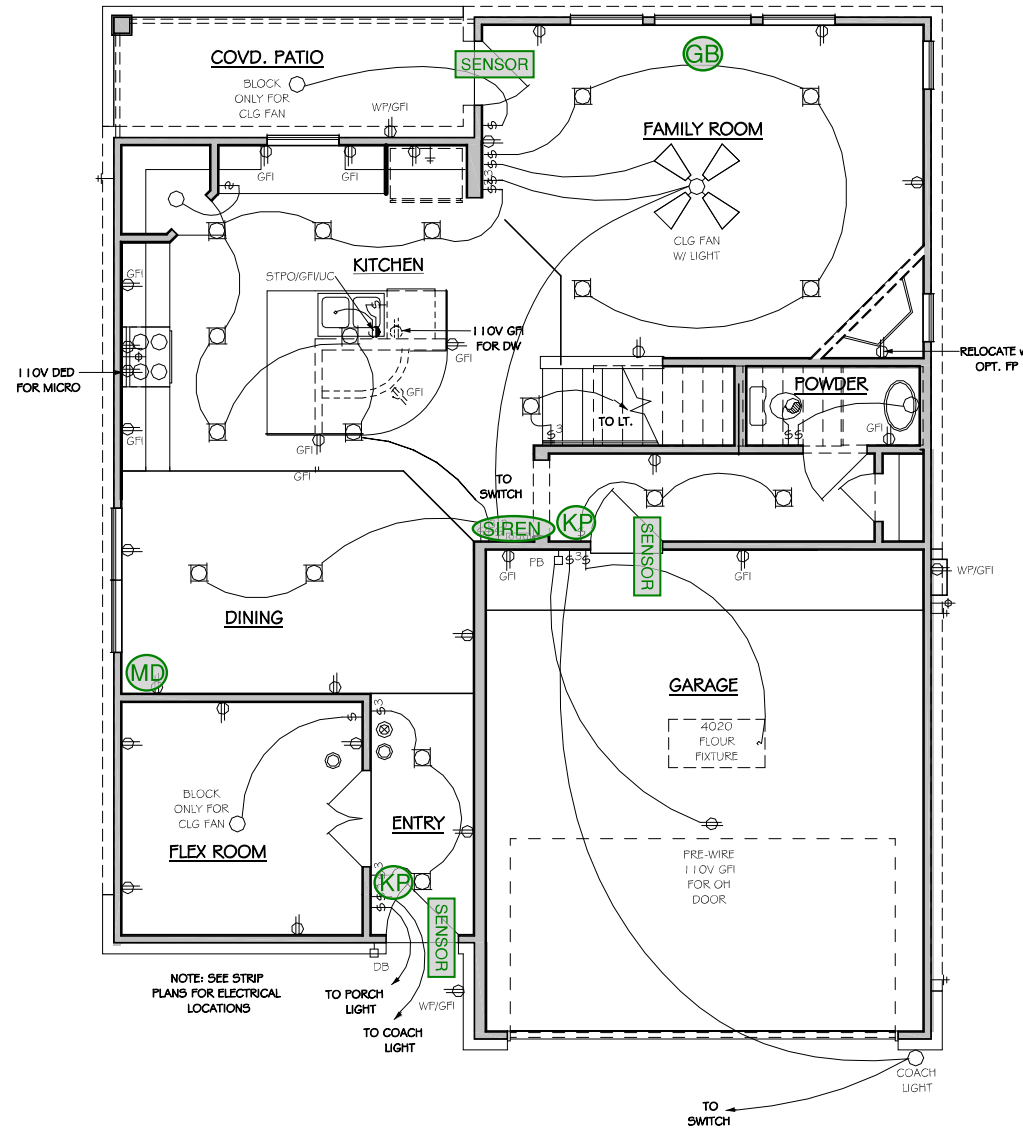 COVD. PATIO
BLOCK
ONLY FOR
CLG FAN
SENSOR
GB
WP/GFI
FAMILY ROOM
GFI
GFI
CLG FAN
W/ LIGHT
KITCHEN
STPO/GFI/UC
GFI
110V GFI
FOR DW
110V DED
FOR MICRO
RELOCATE
OPT. FP
POWDER
GFI
GFI
GFI
GFI
GFI
TO LT.
3
TO
SWITCH
SIREN
KP
SENSOR
GFI
PB
3
GFI
WP/GFI
DINING
MD
GARAGE
4020
FLOUR
FIXTURE
3
BLOCK
ONLY FOR
CLG FAN
FLEX ROOM
ENTRY
PRE-WIRE
110V GFI
FOR OH
DOOR
3
KP
SENSOR
DB
NOTE: SEE STRIP
PLANS FOR ELECTRICAL
LOCATIONS
TO PORCH
LIGHT
WP/GFI
TO COACH
LIGHT
COACH
LIGHT
TO
SWITCH